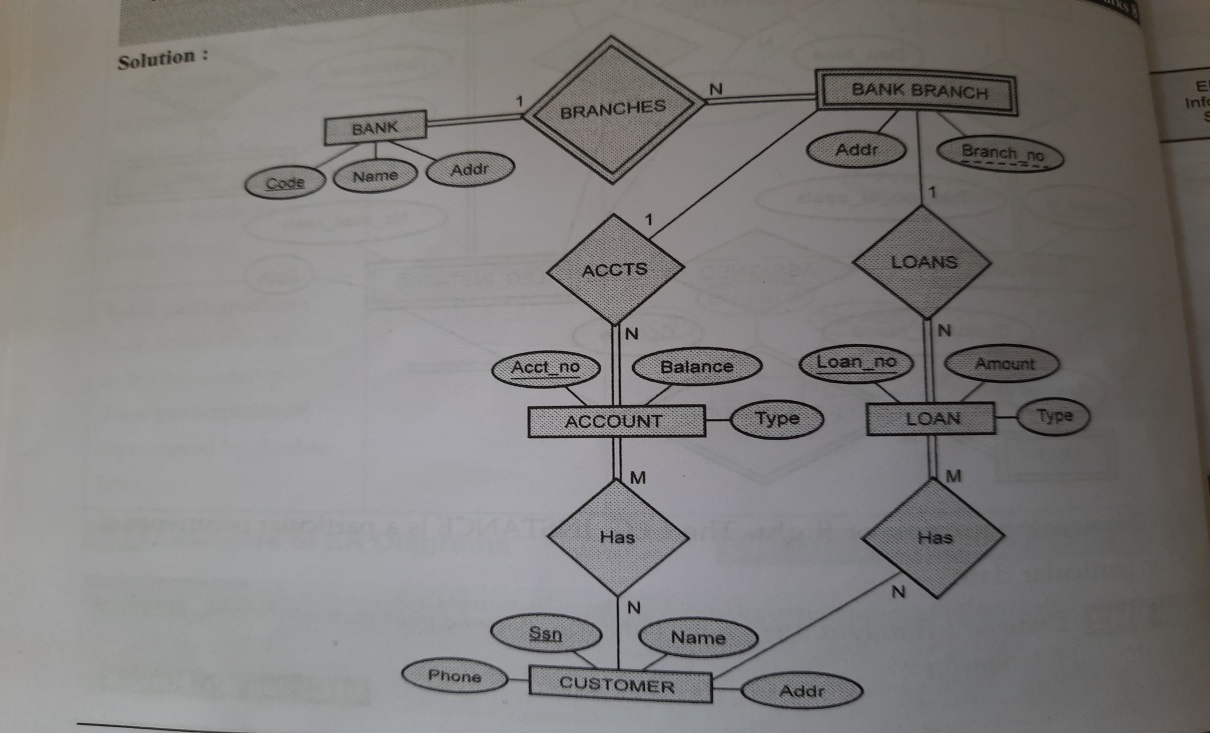 Solution :
1
BRANCHES
N
BANK BRANCH
BANK
Code
Name
Addr
Addr
Branch_no
1
1
ACCTS
LOANS
N
N
Acct_no
Balance
Loan_no
Amount
ACCOUNT
Type
LOAN
Type
M
M
Has
Has
N
N
Ssn
Name
Phone
CUSTOMER
Addr